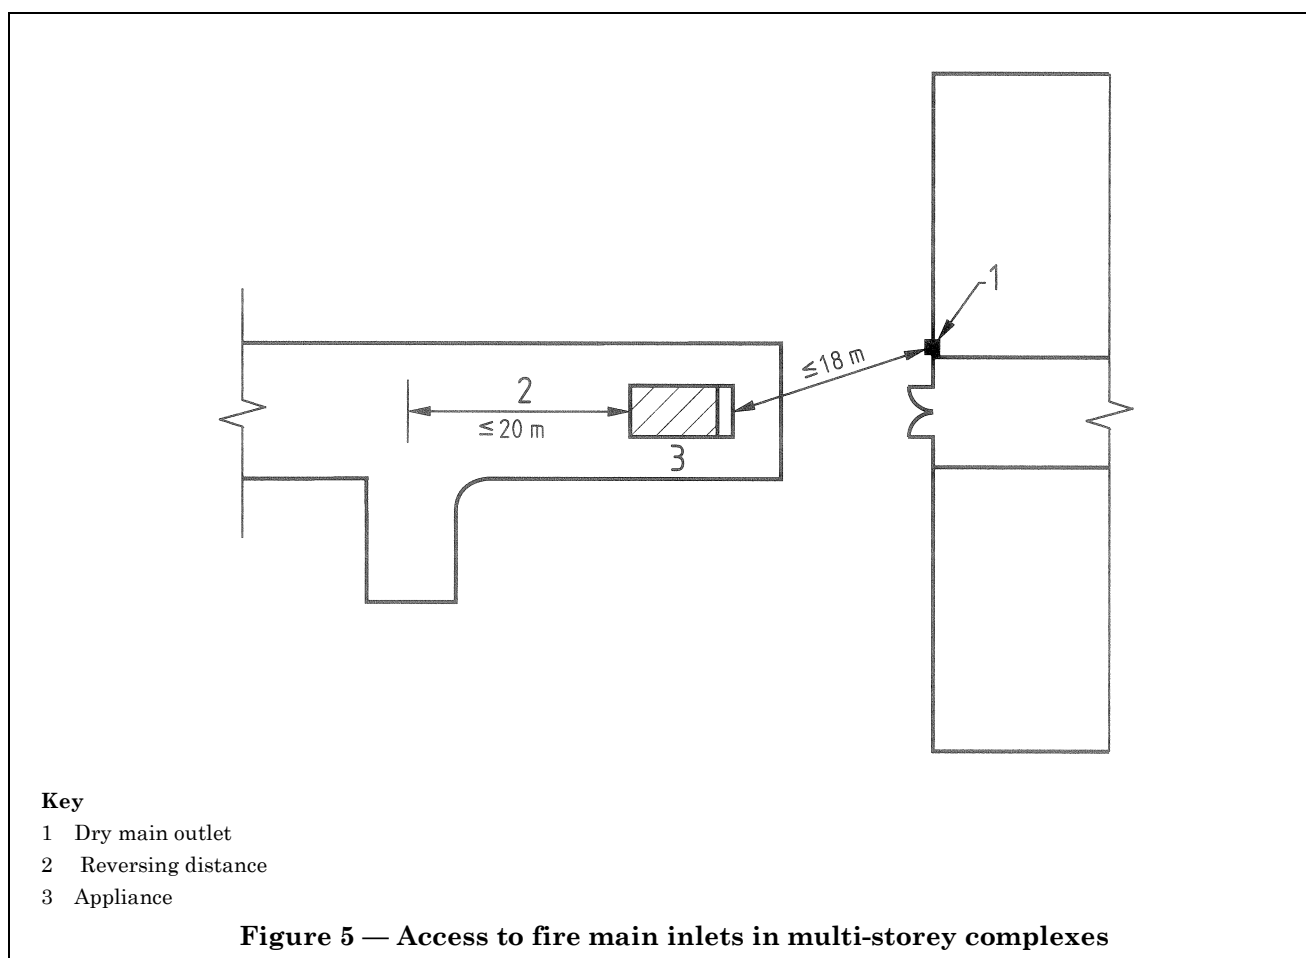 1
≤18 m
2
≤ 20 m
3
Key
1 Dry main outlet
2 Reversing distance
3 Appliance
Figure 5 — Access to fire main inlets in multi-storey complexes